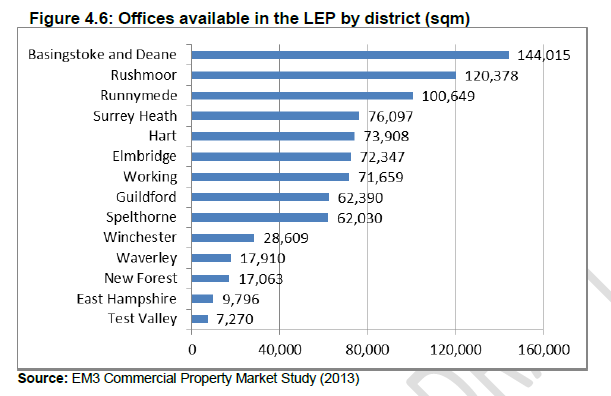 Figure 4.6: Offices available in the LEP by district (sqm)
Basingstoke and Deane 144,015
Rushmoor 120,378
Runnymede 100,649
Surrey Heath 76,097
Hart 73,908
Elmbridge 72,347
Working 71,659
Guildford 62,390
Spelthorne 62,030
Winchester 28,609
Waverley 17,910
New Forest 17,063
East Hampshire 9,796
Test Valley 7,270
0 40,000 80,000 120,000 160,000
Source: EM3 Commercial Property Market Study (2013)